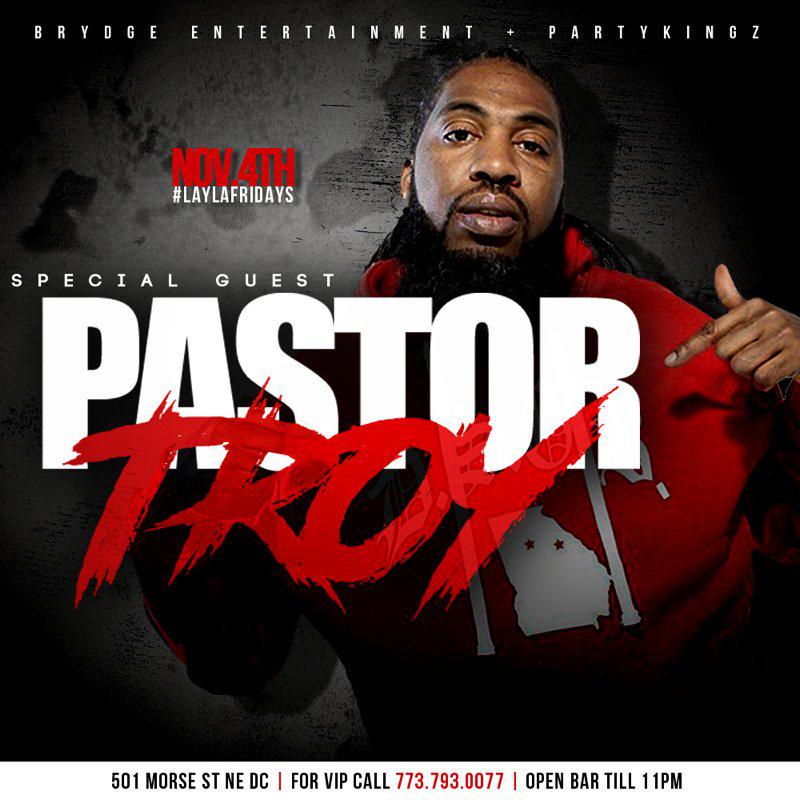 BRYDGE ENTERTAINMENT + PARTYKINGZ
NOV.4TH
#LAYLAFRIDAYS
SPECIAL GUEST
PASTOR
TROY
501 MORSE ST NE DC | FOR VIP CALL 773.793.0077 | OPEN BAR TILL 11PM